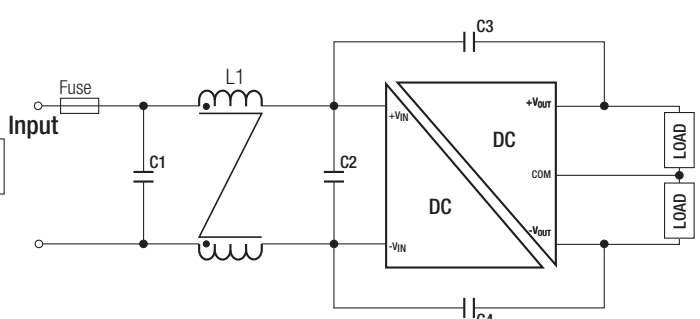 C3
Fuse
L1
Input
+VIN
+VOUT
DC
LOAD
C1
C2
COM
DC
LOAD
-VOUT
-VIN
C4